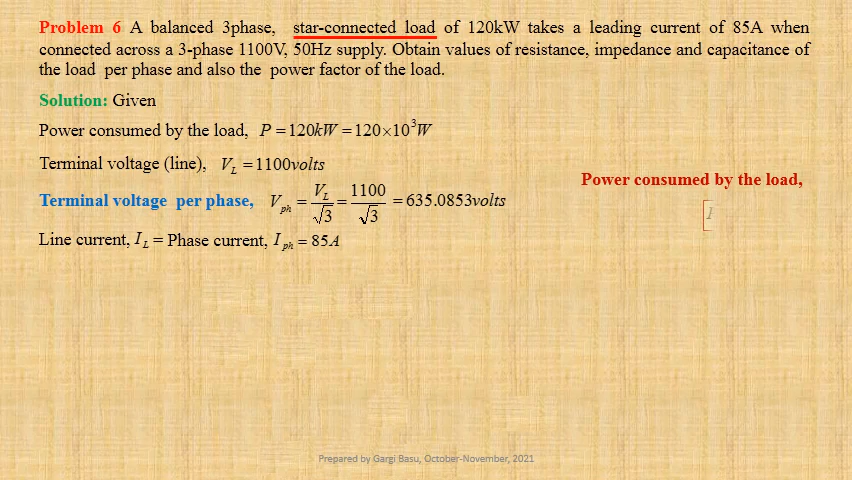 Problem 6 A balanced 3phase, star-connected load of 120kW takes a leading current of 85A when
connected across a 3-phase 1100V, 50Hz supply. Obtain values of resistance, impedance and capacitance of
the load per phase and also the power factor of the load.
Solution: Given
Power consumed by the load, P = 120kW = 120×10³W
Terminal voltage (line), V_L = 1100volts
Terminal voltage per phase, V_ph = V_L/√3 = 1100/√3 = 635.0853volts
Power consumed by the load,
Line current, I_L = Phase current, I_ph = 85A
Prepared by Gargi Basu, October-November, 2021